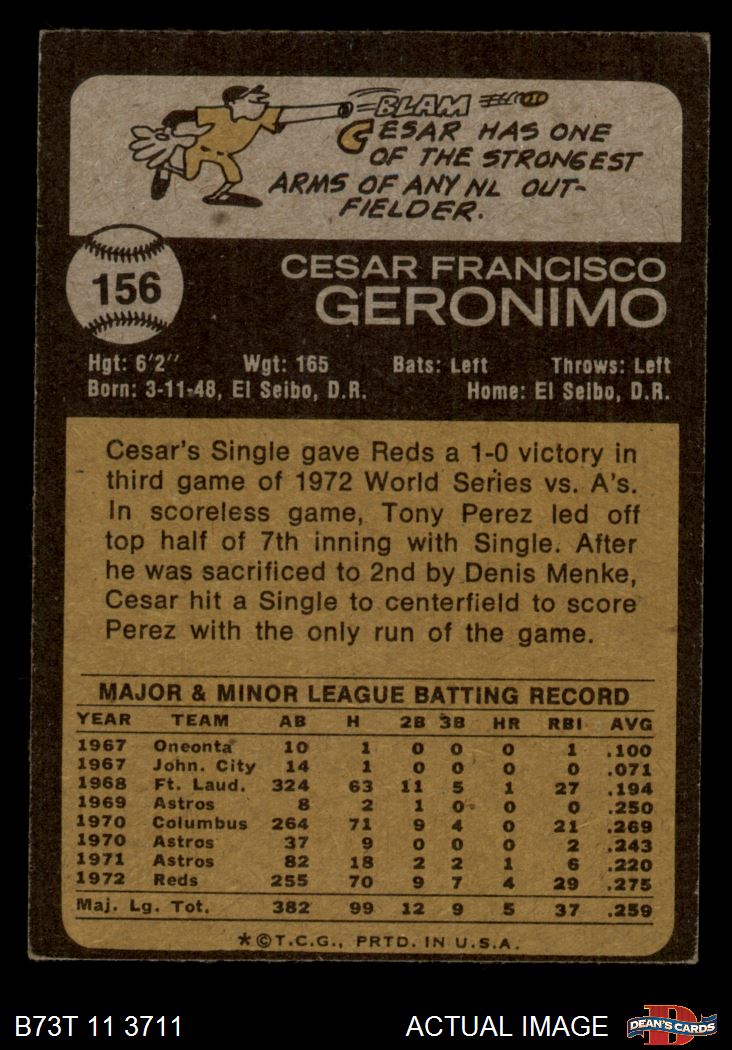 BLAM
CESAR HAS ONE
OF THE STRONGEST
ARMS OF ANY NL OUT-
FIELDER.
156
CESAR FRANCISCO
GERONIMO
Hgt: 6'2" Wgt: 165 Bats: Left Throws: Left
Born: 3-11-48, El Seibo, D.R. Home: El Seibo, D.R.
Cesar's Single gave Reds a 1-0 victory in
third game of 1972 World Series vs. A's.
In scoreless game, Tony Perez led off
top half of 7th inning with Single. After
he was sacrificed to 2nd by Denis Menke,
Cesar hit a Single to centerfield to score
Perez with the only run of the game.
MAJOR & MINOR LEAGUE BATTING RECORD
YEAR TEAM AB H 2B 3B HR RBI AVG
1967 Oneonta 10 1 0 0 0 1 .100
1967 John. City 14 1 0 0 0 0 .071
1968 Ft. Laud. 324 63 11 5 1 27 .194
1969 Astros 8 2 1 0 0 0 .250
1970 Columbus 264 71 9 4 0 21 .269
1970 Astros 37 9 0 0 0 2 .243
1971 Astros 82 18 2 2 1 6 .220
1972 Reds 255 70 9 7 4 29 .275
Maj. Lg. Tot. 382 99 12 9 5 37 .259
*©T.C.G., PRTD. IN U.S.A.
B73T 11 3711 ACTUAL IMAGE DEAN'S CARDS